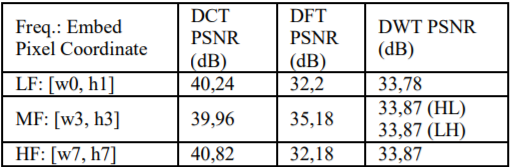 Freq.: Embed Pixel Coordinate DCT PSNR (dB) DFT PSNR (dB) DWT PSNR (dB)
LF: [w0, h1] 40,24 32,2 33,78
MF: [w3, h3] 39,96 35,18 33,87 (HL) 33,87 (LH)
HF: [w7, h7] 40,82 32,18 33,87